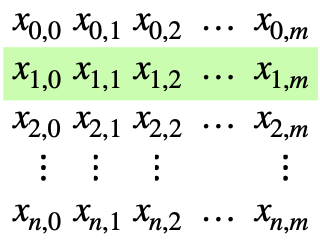 x0,0 x0,1 x0,2 … x0,m
x1,0 x1,1 x1,2 … x1,m
x2,0 x2,1 x2,2 … x2,m
⋮ ⋮ ⋮ ⋮
xn,0 xn,1 xn,2 … xn,m